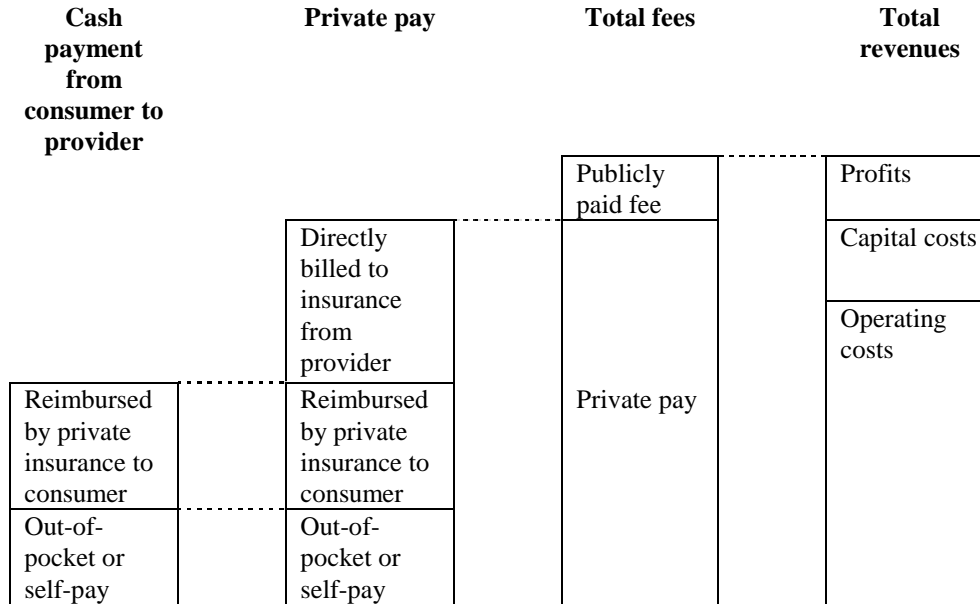 Cash
payment
from
consumer to
provider
Private pay
Total fees
Total
revenues
Publicly
paid fee
Profits
Directly
billed to
insurance
from
provider
Capital costs
Operating
costs
Reimbursed
by private
insurance to
consumer
Reimbursed
by private
insurance to
consumer
Private pay
Out-of-
pocket or
self-pay
Out-of-
pocket or
self-pay